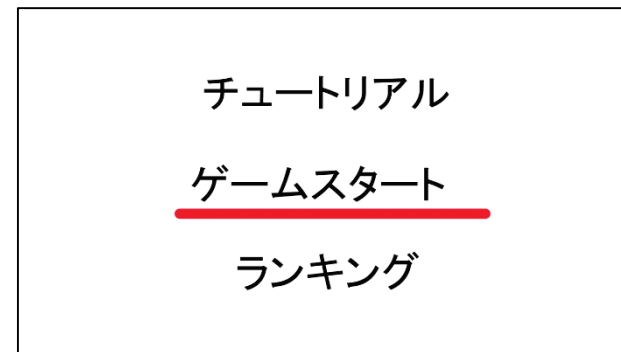 チュートリアル
ゲームスタート
ランキング